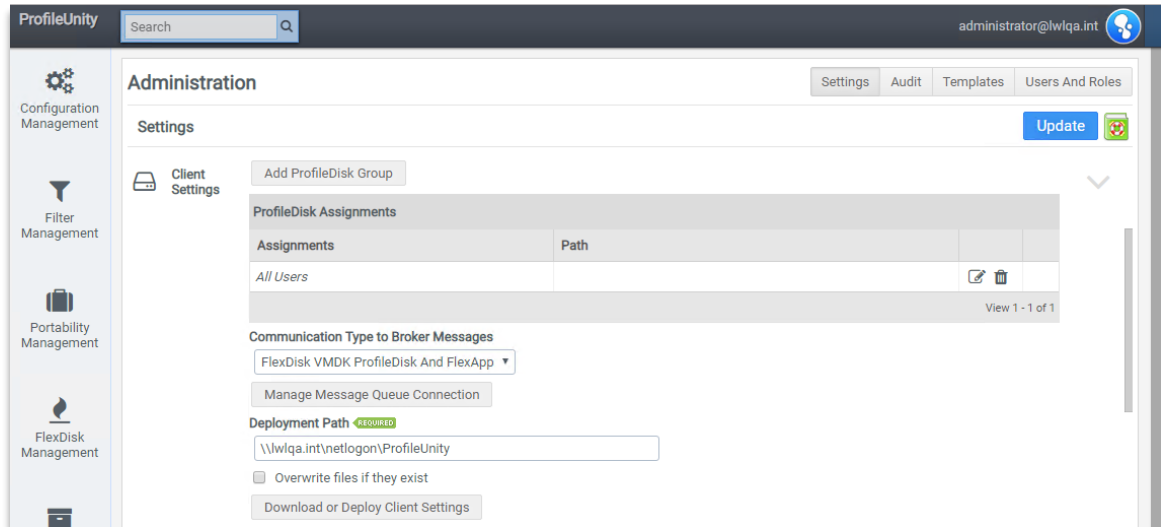 ProfileUnity
Search
administrator@lwlqa.int
Configuration
Management
Filter
Management
Portability
Management
FlexDisk
Management
Administration
Settings
Audit
Templates
Users And Roles
Settings
Update
Client
Settings
Add ProfileDisk Group
ProfileDisk Assignments
Assignments
Path
All Users
View 1 - 1 of 1
Communication Type to Broker Messages
FlexDisk VMDK ProfileDisk And FlexApp
Manage Message Queue Connection
Deployment Path REQUIRED
\\lwlqa.int\netlogon\ProfileUnity
Overwrite files if they exist
Download or Deploy Client Settings